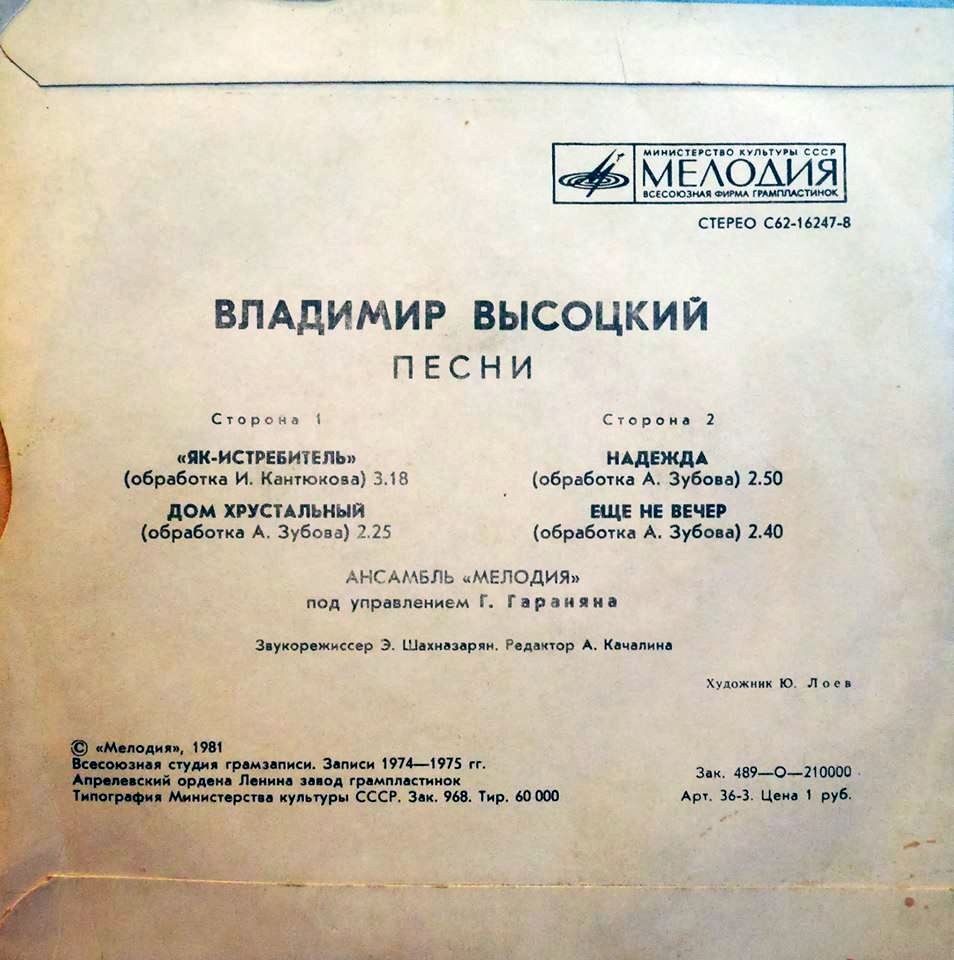 МИНИСТЕРСТВО КУЛЬТУРЫ СССР
МЕЛОДИЯ
ВСЕСОЮЗНАЯ ФИРМА ГРАМПЛАСТИНОК
СТЕРЕО С62-16247-8
ВЛАДИМИР ВЫСОЦКИЙ
ПЕСНИ
Сторона 1
«ЯК-ИСТРЕБИТЕЛЬ»
(обработка И. Кантюкова) 3.18
ДОМ ХРУСТАЛЬНЫЙ
(обработка А. Зубова) 2.25
Сторона 2
НАДЕЖДА
(обработка А. Зубова) 2.50
ЕЩЕ НЕ ВЕЧЕР
(обработка А. Зубова) 2.40
АНСАМБЛЬ «МЕЛОДИЯ»
под управлением Г. Гараняна
Звукорежиссер Э. Шахназарян. Редактор А. Качалина
Художник Ю. Лоев
© «Мелодия», 1981
Всесоюзная студия грамзаписи. Записи 1974—1975 гг.
Апрелевский ордена Ленина завод грампластинок
Типография Министерства культуры СССР. Зак. 968. Тир. 60 000
Зак. 489—О—210000
Арт. 36-3. Цена 1 руб.